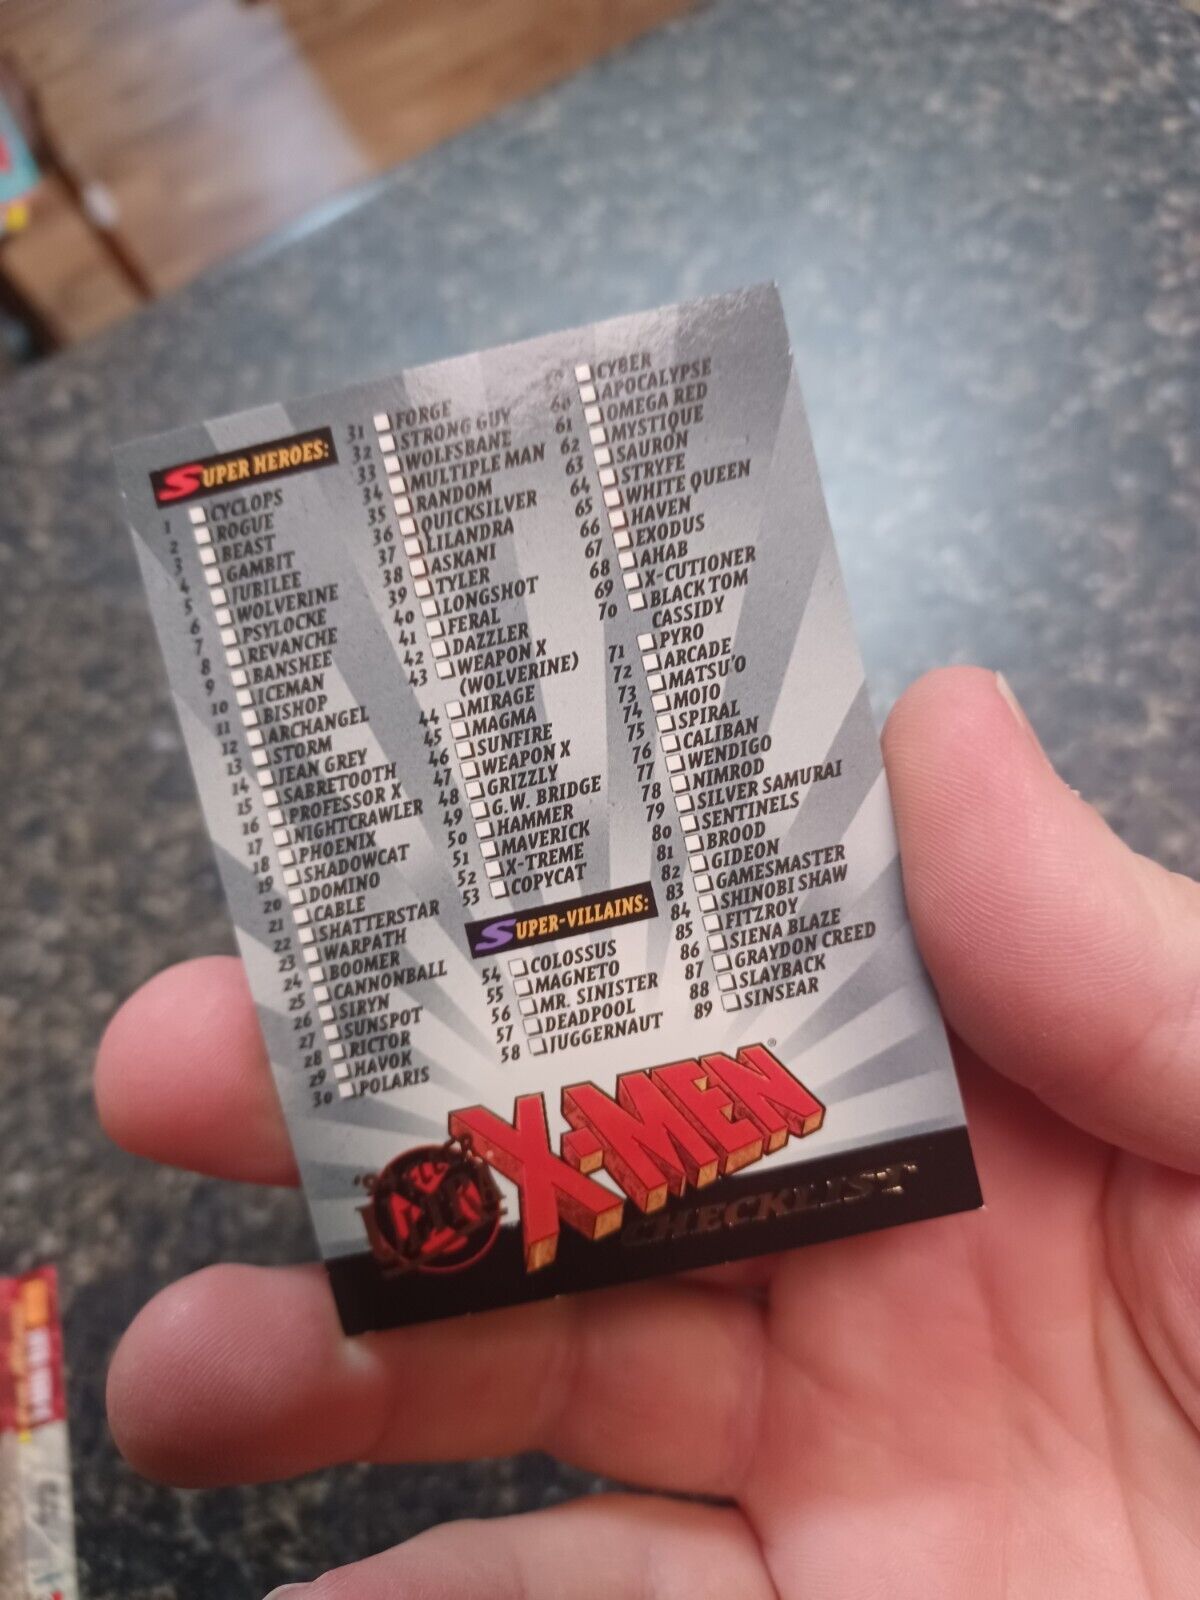 SUPER HEROES:
1 CYCLOPS
2 ROGUE
3 BEAST
4 GAMBIT
5 JUBILEE
6 WOLVERINE
7 PSYLOCKE
8 REVANCHE
9 BANSHEE
10 ICEMAN
11 BISHOP
12 ARCHANGEL
13 STORM
14 JEAN GREY
15 SABRETOOTH
16 PROFESSOR X
17 NIGHTCRAWLER
18 PHOENIX
19 SHADOWCAT
20 DOMINO
21 CABLE
22 SHATTERSTAR
23 WARPATH
24 BOOMER
25 CANNONBALL
26 SIRYN
27 SUNSPOT
28 RICTOR
29 HAVOK
30 POLARIS
31 FORGE
32 STRONG GUY
33 WOLFSBANE
34 MULTIPLE MAN
35 RANDOM
36 QUICKSILVER
37 LILANDRA
38 ASKANI
39 TYLER
40 LONGSHOT
41 FERAL
42 DAZZLER
43 WEAPON X
(WOLVERINE)
44 MIRAGE
45 MAGMA
46 SUNFIRE
47 WEAPON X
48 GRIZZLY
49 G.W. BRIDGE
50 HAMMER
51 MAVERICK
52 X-TREME
53 COPYCAT
SUPER-VILLAINS:
54 COLOSSUS
55 MAGNETO
56 MR. SINISTER
57 DEADPOOL
58 JUGGERNAUT
CYBER
60 APOCALYPSE
61 OMEGA RED
62 MYSTIQUE
63 SAURON
64 STRYFE
65 WHITE QUEEN
66 HAVEN
67 EXODUS
68 AHAB
69 X-CUTIONER
70 BLACK TOM
CASSIDY
71 PYRO
72 ARCADE
73 MATSU'O
74 MOJO
75 SPIRAL
76 CALIBAN
77 WENDIGO
78 NIMROD
79 SILVER SAMURAI
80 SENTINELS
81 BROOD
82 GIDEON
83 GAMESMASTER
84 SHINOBI SHAW
85 FITZROY
86 SIENA BLAZE
87 GRAYDON CREED
88 SLAYBACK
89 SINSEAR
X-MEN®
CHECKLIST